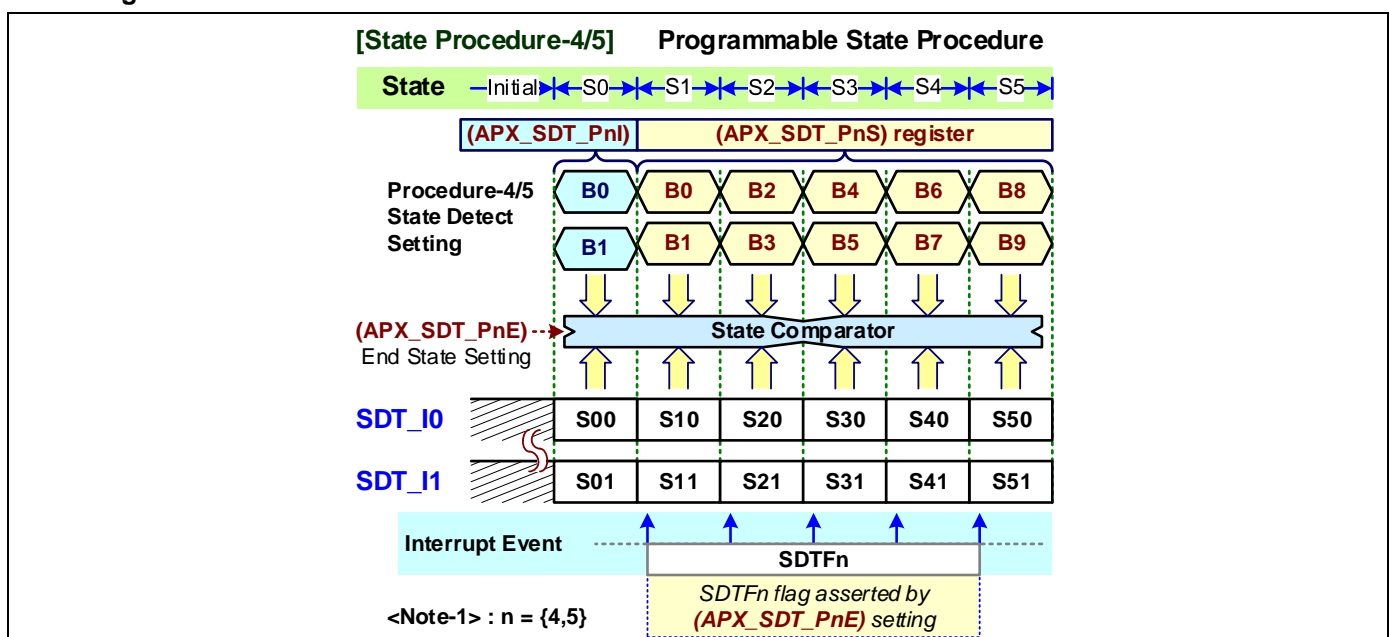 [State Procedure-4/5] Programmable State Procedure
State Initial S0 S1 S2 S3 S4 S5
(APX_SDT_PnI) (APX_SDT_PnS) register
Procedure-4/5
State Detect
Setting
B0 B0 B2 B4 B6 B8
B1 B1 B3 B5 B7 B9
(APX_SDT_PnE) State Comparator
End State Setting
SDT_I0 S00 S10 S20 S30 S40 S50
SDT_I1 S01 S11 S21 S31 S41 S51
Interrupt Event
SDTFn
SDTFn flag asserted by
(APX_SDT_PnE) setting
<Note-1> : n = {4,5}